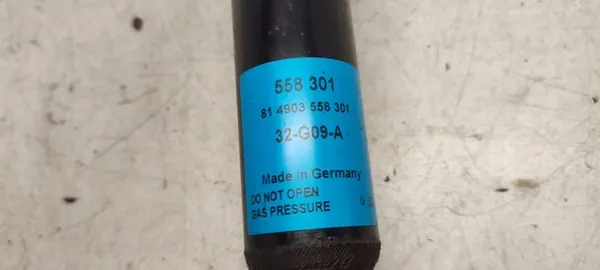 558 301
81 4903 558 301
32-G09-A
Made in Germany
DO NOT OPEN
GAS PRESSURE